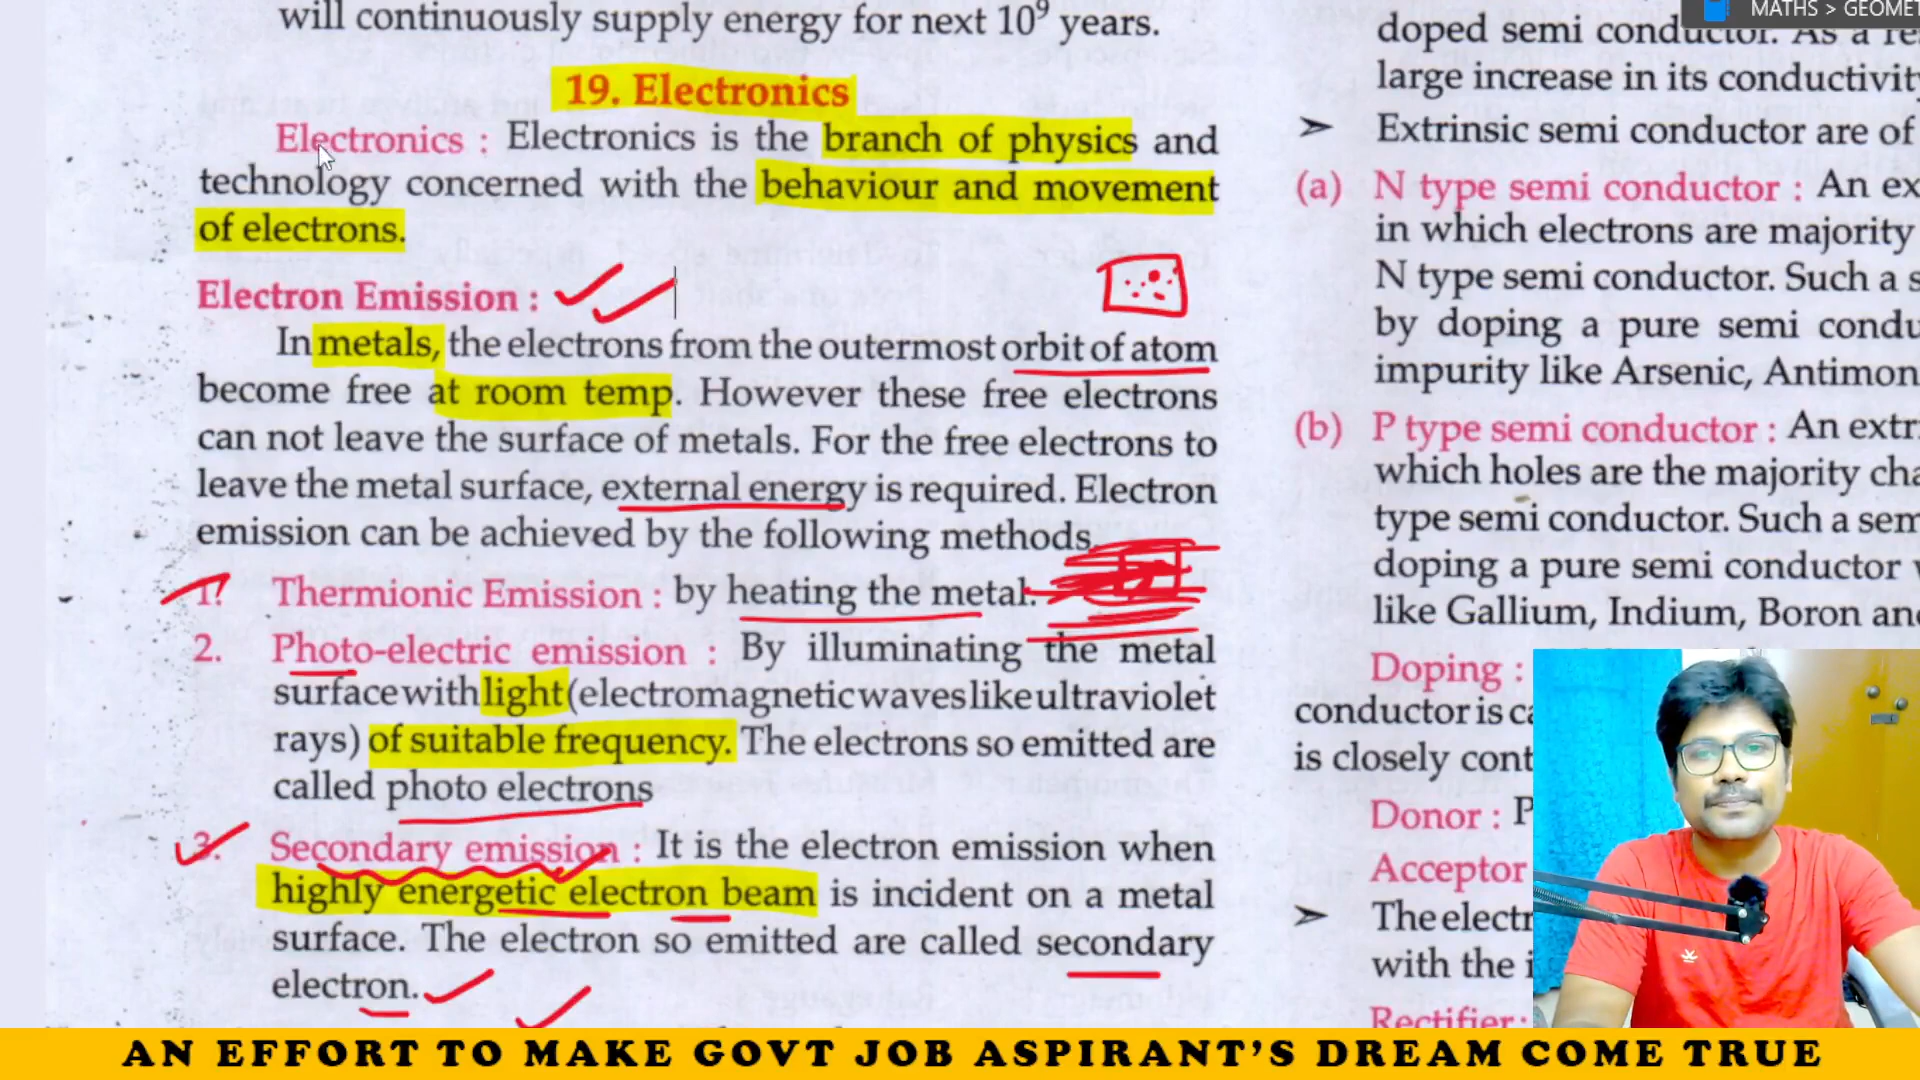 will continuously supply energy for next 10⁹ years.
19. Electronics
Electronics : Electronics is the branch of physics and
technology concerned with the behaviour and movement
of electrons.
Electron Emission :
In metals, the electrons from the outermost orbit of atom
become free at room temp. However these free electrons
can not leave the surface of metals. For the free electrons to
leave the metal surface, external energy is required. Electron
emission can be achieved by the following methods
1. Thermionic Emission : by heating the metal.
2. Photo-electric emission : By illuminating the metal
surface with light (electromagnetic waves like ultraviolet
rays) of suitable frequency. The electrons so emitted are
called photo electrons
3. Secondary emission : It is the electron emission when
highly energetic electron beam is incident on a metal
surface. The electron so emitted are called secondary
electron.
MATHS > GEOMET
doped semi conductor. As a re
large increase in its conductivity
➢ Extrinsic semi conductor are of
(a) N type semi conductor : An ex
in which electrons are majority
N type semi conductor. Such a s
by doping a pure semi condu
impurity like Arsenic, Antimon
(b) P type semi conductor : An extr
which holes are the majority cha
type semi conductor. Such a sem
doping a pure semi conductor
like Gallium, Indium, Boron and
Doping :
conductor is ca
is closely cont
Donor : P
Acceptor
➢ The electr
with the i
Rectifier :
AN EFFORT TO MAKE GOVT JOB ASPIRANT'S DREAM COME TRUE